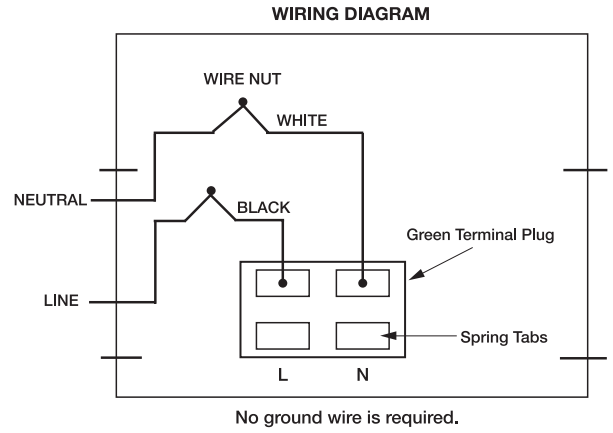 WIRING DIAGRAM
WIRE NUT
WHITE
NEUTRAL
BLACK
Green Terminal Plug
LINE
Spring Tabs
L N
No ground wire is required.